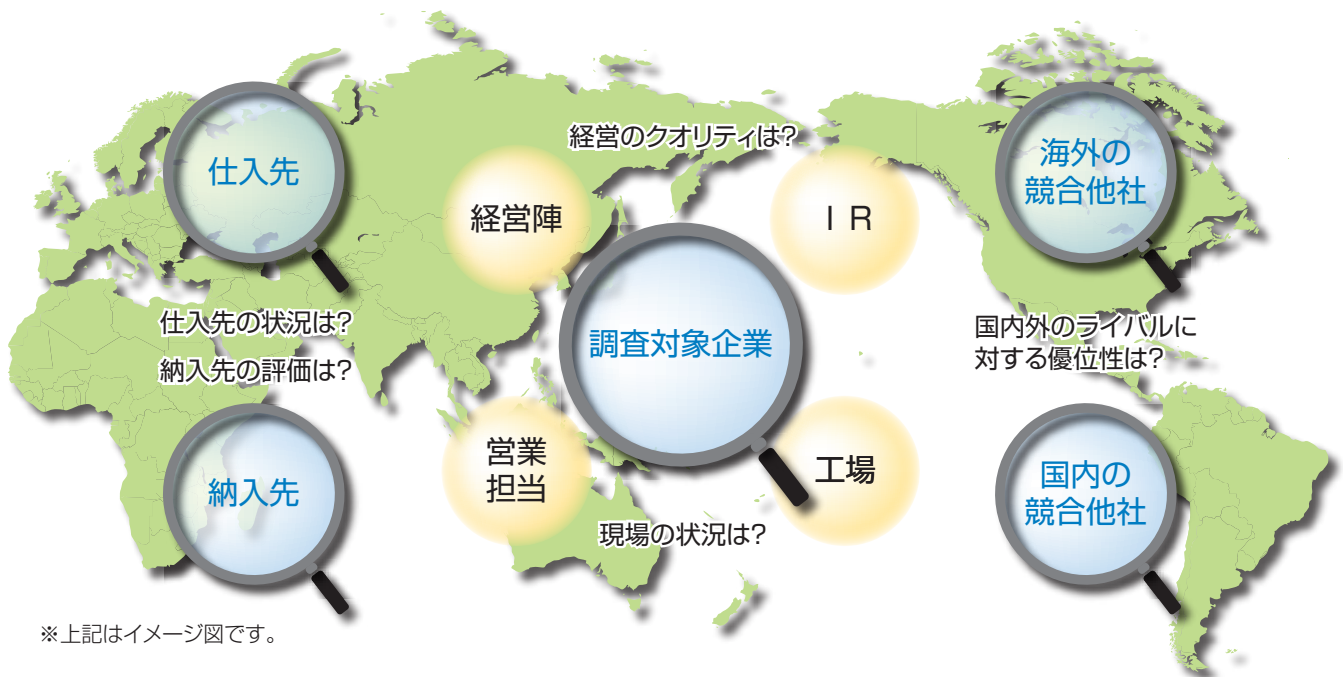 経営のクオリティは?
仕入先
経営陣
I R
海外の
競合他社
仕入先の状況は?
納入先の評価は?
調査対象企業
国内外のライバルに
対する優位性は?
納入先
営業
担当
工場
国内の
競合他社
現場の状況は?
※上記はイメージ図です。